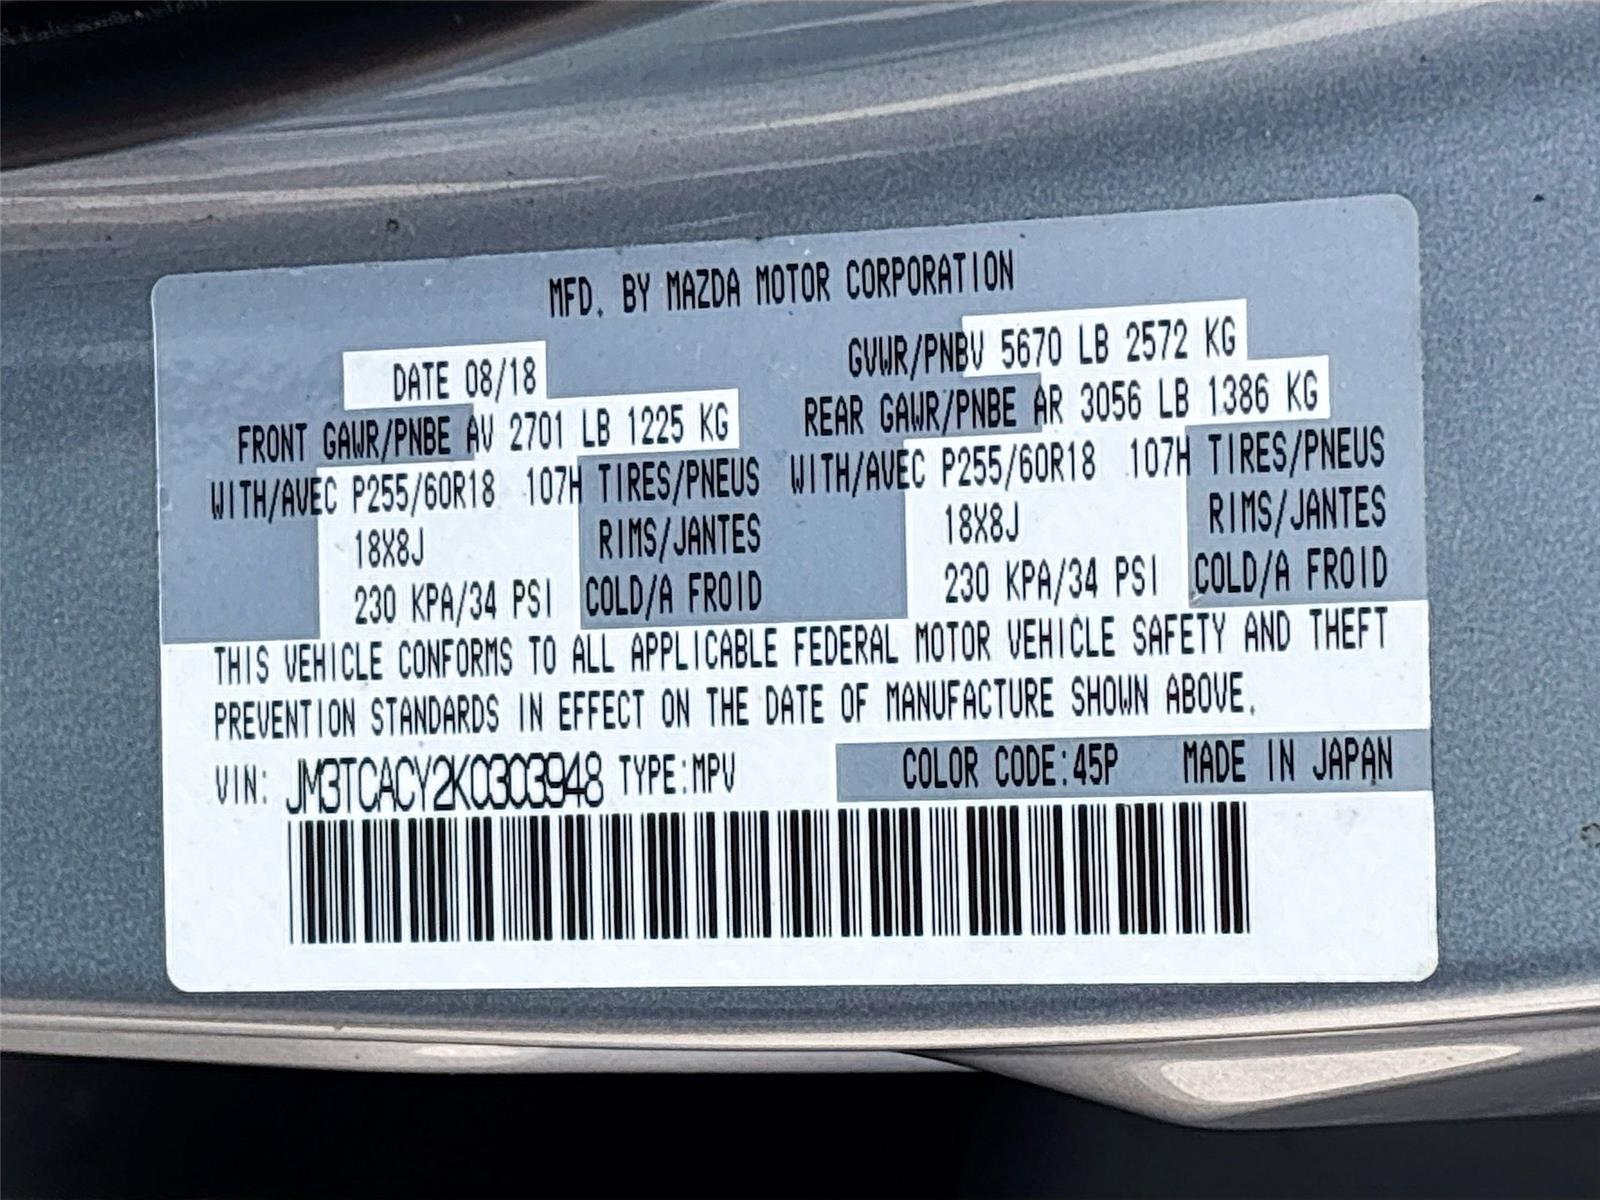 MFD. BY MAZDA MOTOR CORPORATION
DATE 08/18 GVWR/PNBV 5670 LB 2572 KG
FRONT GAWR/PNBE AV 2701 LB 1225 KG REAR GAWR/PNBE AR 3056 LB 1386 KG
WITH/AVEC P255/60R18 107H TIRES/PNEUS WITH/AVEC P255/60R18 107H TIRES/PNEUS
18X8J RIMS/JANTES 18X8J RIMS/JANTES
230 KPA/34 PSI COLD/A FROID 230 KPA/34 PSI COLD/A FROID
THIS VEHICLE CONFORMS TO ALL APPLICABLE FEDERAL MOTOR VEHICLE SAFETY AND THEFT
PREVENTION STANDARDS IN EFFECT ON THE DATE OF MANUFACTURE SHOWN ABOVE.
VIN: JM3TCACY2K0303948 TYPE:MPV COLOR CODE:45P MADE IN JAPAN